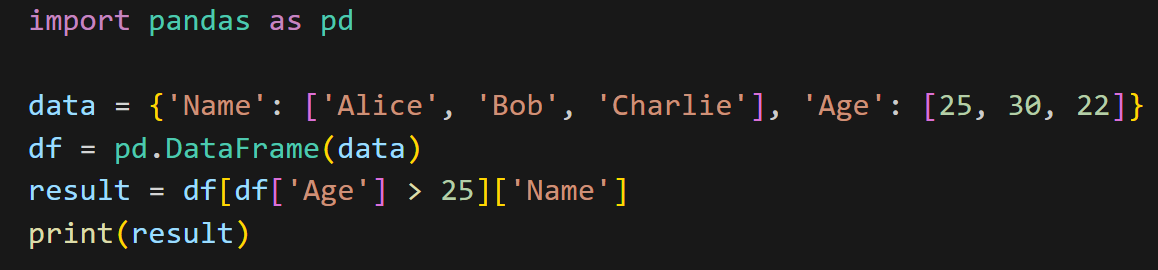 import pandas as pd
data = {'Name': ['Alice', 'Bob', 'Charlie'], 'Age': [25, 30, 22]}
df = pd.DataFrame(data)
result = df[df['Age'] > 25]['Name']
print(result)